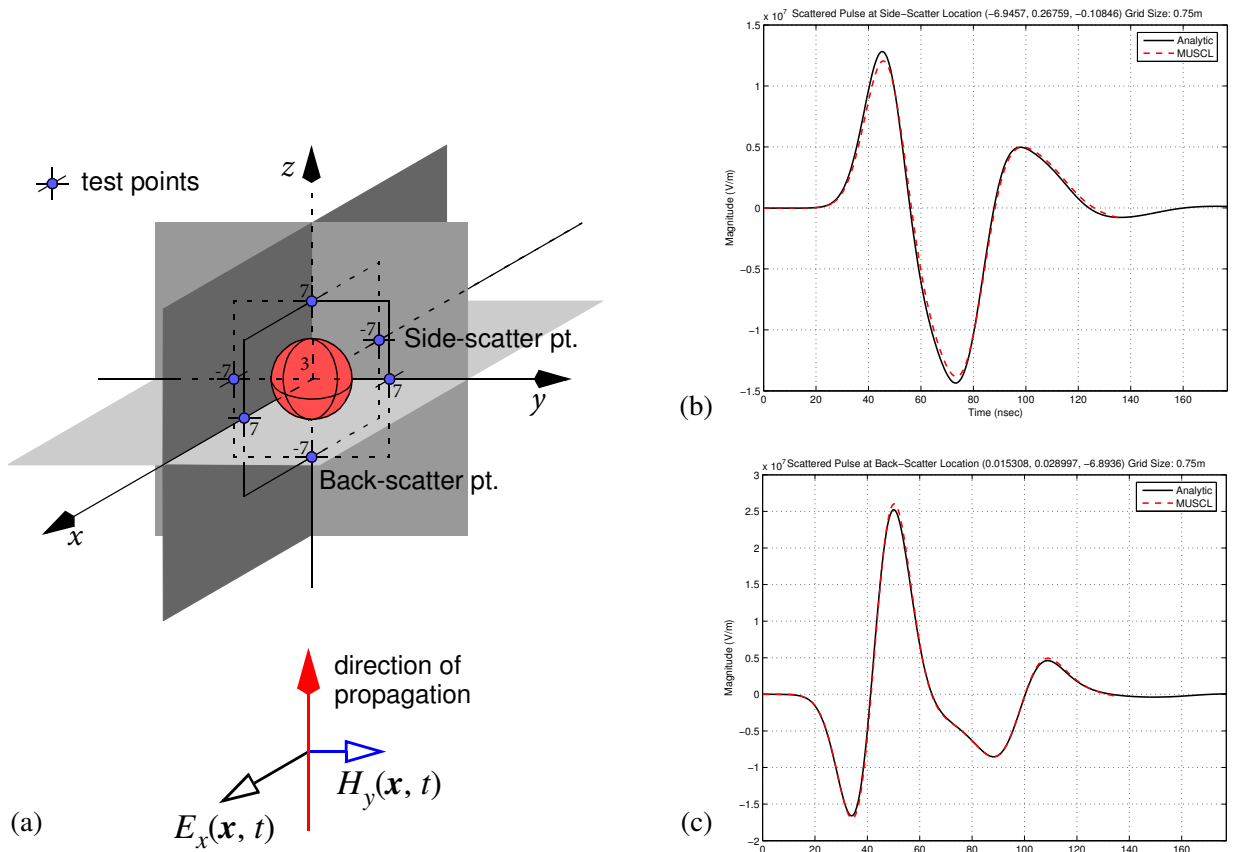 test points
z
7
-7
Side-scatter pt.
3
-7
7
y
7
-7
Back-scatter pt.
x
direction of
propagation
H_y(x, t)
E_x(x, t)
(a)
x 10^7 Scattered Pulse at Side−Scatter Location (−6.9457, 0.26759, −0.10846) Grid Size: 0.75m
Analytic
MUSCL
1.5
1
0.5
0
−0.5
−1
−1.5
Magnitude (V/m)
0 20 40 60 80 100 120 140 160
Time (nsec)
(b)
x 10^7 Scattered Pulse at Back−Scatter Location (0.015308, 0.028997, −6.8936) Grid Size: 0.75m
Analytic
MUSCL
3
2.5
2
1.5
1
0.5
0
−0.5
−1
−1.5
−2
Magnitude (V/m)
0 20 40 60 80 100 120 140 160
(c)